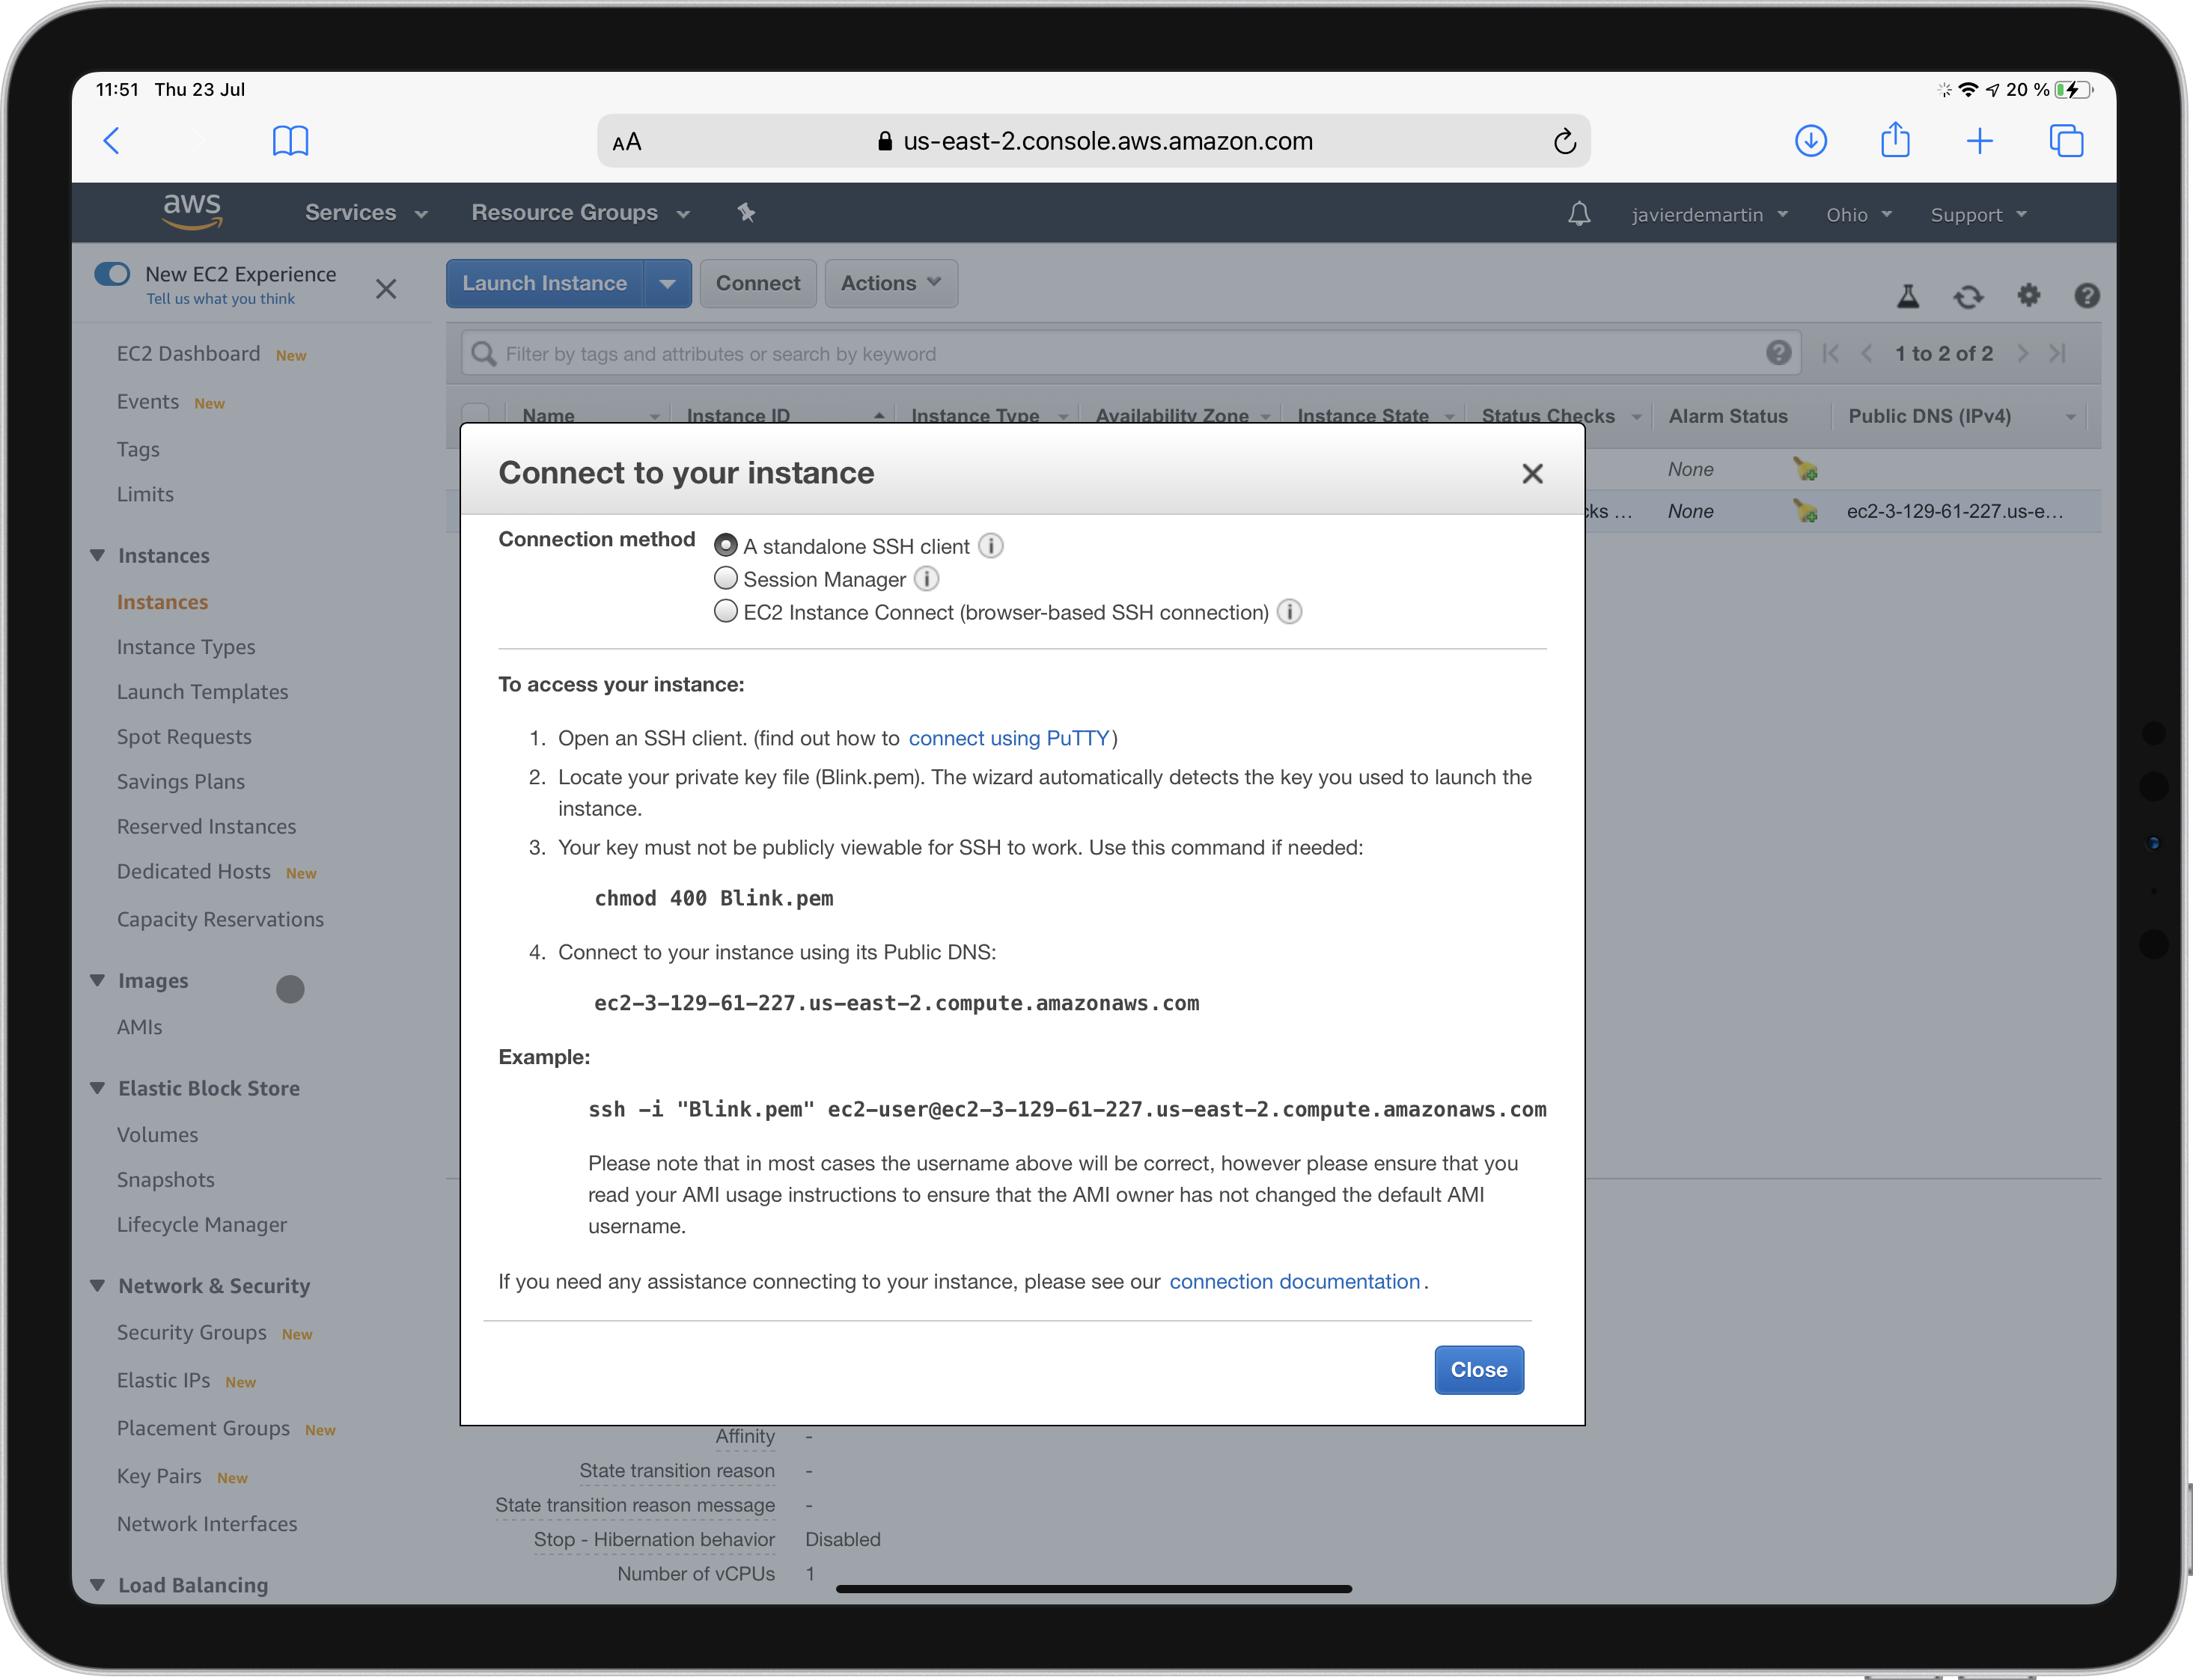 11:51 Thu 23 Jul
20 %
AA us-east-2.console.aws.amazon.com
aws Services Resource Groups javierdemartin Ohio Support
New EC2 Experience
Tell us what you think
Launch Instance Connect Actions
EC2 Dashboard New
Events New
Tags
Limits
Instances
Instances
Instance Types
Launch Templates
Spot Requests
Savings Plans
Reserved Instances
Dedicated Hosts New
Capacity Reservations
Images
AMIs
Elastic Block Store
Volumes
Snapshots
Lifecycle Manager
Network & Security
Security Groups New
Elastic IPs New
Placement Groups New
Key Pairs New
Network Interfaces
Load Balancing
Filter by tags and attributes or search by keyword
1 to 2 of 2
Name Instance ID Instance Type Availability Zone Instance State Status Checks Alarm Status Public DNS (IPv4)
None
cks ... None ec2-3-129-61-227.us-e...
Connect to your instance
Connection method
A standalone SSH client
Session Manager
EC2 Instance Connect (browser-based SSH connection)
To access your instance:
1. Open an SSH client. (find out how to connect using PuTTY)
2. Locate your private key file (Blink.pem). The wizard automatically detects the key you used to launch the
instance.
3. Your key must not be publicly viewable for SSH to work. Use this command if needed:
chmod 400 Blink.pem
4. Connect to your instance using its Public DNS:
ec2-3-129-61-227.us-east-2.compute.amazonaws.com
Example:
ssh -i "Blink.pem" ec2-user@ec2-3-129-61-227.us-east-2.compute.amazonaws.com
Please note that in most cases the username above will be correct, however please ensure that you
read your AMI usage instructions to ensure that the AMI owner has not changed the default AMI
username.
If you need any assistance connecting to your instance, please see our connection documentation.
Close
Affinity -
State transition reason -
State transition reason message -
Stop - Hibernation behavior Disabled
Number of vCPUs 1